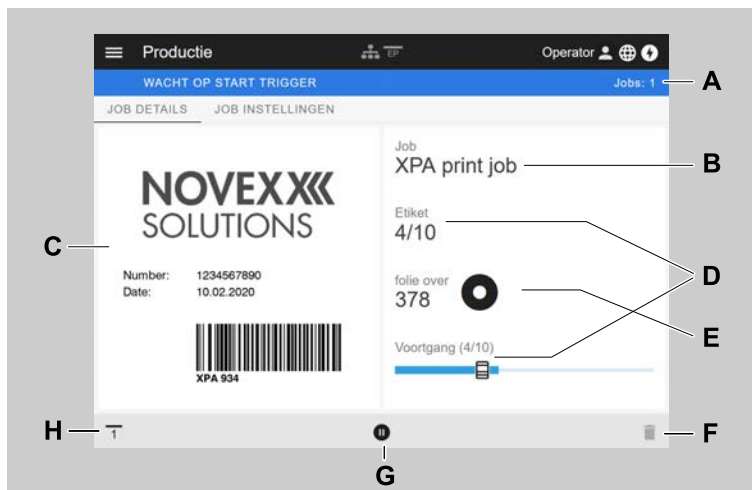 Productie
EP
Operator
WACHT OP START TRIGGER
Jobs: 1
A
JOB DETAILS
JOB INSTELLINGEN
Job
XPA print job
B
NOVEXX
SOLUTIONS
Etiket
4/10
C
D
Number: 1234567890
Date: 10.02.2020
folie over
378
E
Voortgang (4/10)
XPA 934
H
1
G
F